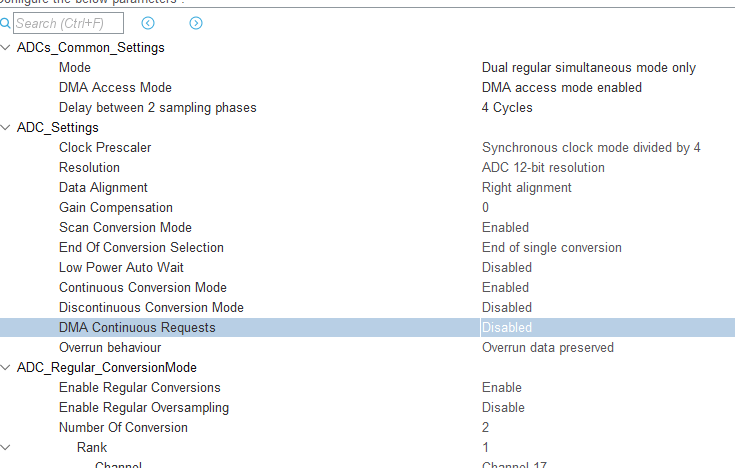 Configure the below parameters :
Search (Ctrl+F)
ADCs_Common_Settings
Mode Dual regular simultaneous mode only
DMA Access Mode DMA access mode enabled
Delay between 2 sampling phases 4 Cycles
ADC_Settings
Clock Prescaler Synchronous clock mode divided by 4
Resolution ADC 12-bit resolution
Data Alignment Right alignment
Gain Compensation 0
Scan Conversion Mode Enabled
End Of Conversion Selection End of single conversion
Low Power Auto Wait Disabled
Continuous Conversion Mode Enabled
Discontinuous Conversion Mode Disabled
DMA Continuous Requests Disabled
Overrun behaviour Overrun data preserved
ADC_Regular_ConversionMode
Enable Regular Conversions Enable
Enable Regular Oversampling Disable
Number Of Conversion 2
Rank 1
Channel Channel 17